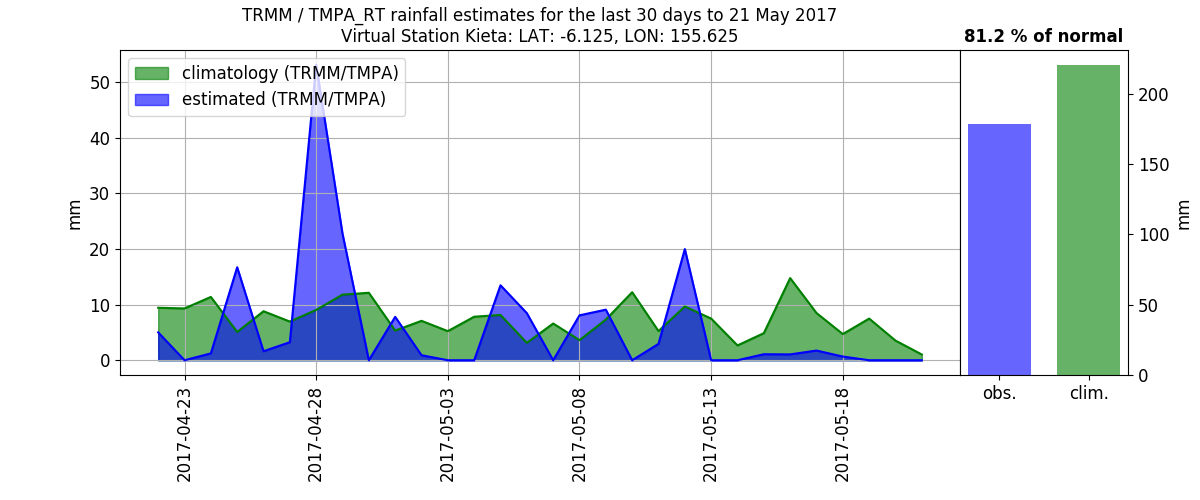 TRMM / TMPA_RT rainfall estimates for the last 30 days to 21 May 2017
Virtual Station Kieta: LAT: -6.125, LON: 155.625
81.2 % of normal
climatology (TRMM/TMPA)
estimated (TRMM/TMPA)
mm
50
40
30
20
10
0
2017-04-23
2017-04-28
2017-05-03
2017-05-08
2017-05-13
2017-05-18
200
150
100
50
0
mm
obs.
clim.